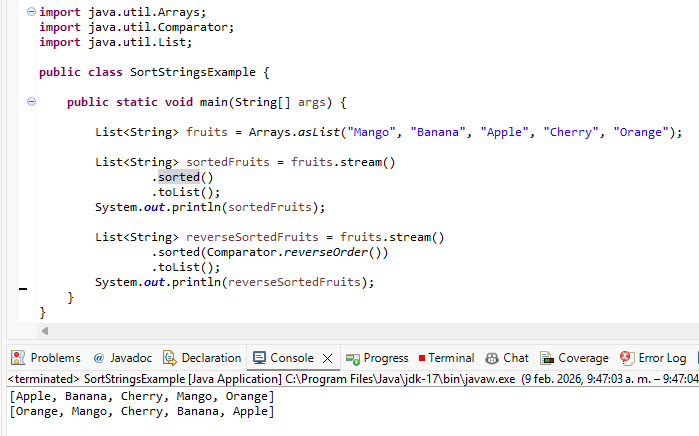 import java.util.Arrays;
import java.util.Comparator;
import java.util.List;

public class SortStringsExample {

    public static void main(String[] args) {

        List<String> fruits = Arrays.asList("Mango", "Banana", "Apple", "Cherry", "Orange");

        List<String> sortedFruits = fruits.stream()
                .sorted()
                .toList();
        System.out.println(sortedFruits);

        List<String> reverseSortedFruits = fruits.stream()
                .sorted(Comparator.reverseOrder())
                .toList();
        System.out.println(reverseSortedFruits);
    }
}
Problems @ Javadoc Declaration Console Progress Terminal Chat Coverage Error Log
<terminated> SortStringsExample [Java Application] C:\Program Files\Java\jdk-17\bin\javaw.exe (9 feb. 2026, 9:47:03 a. m. – 9:47:04
[Apple, Banana, Cherry, Mango, Orange]
[Orange, Mango, Cherry, Banana, Apple]